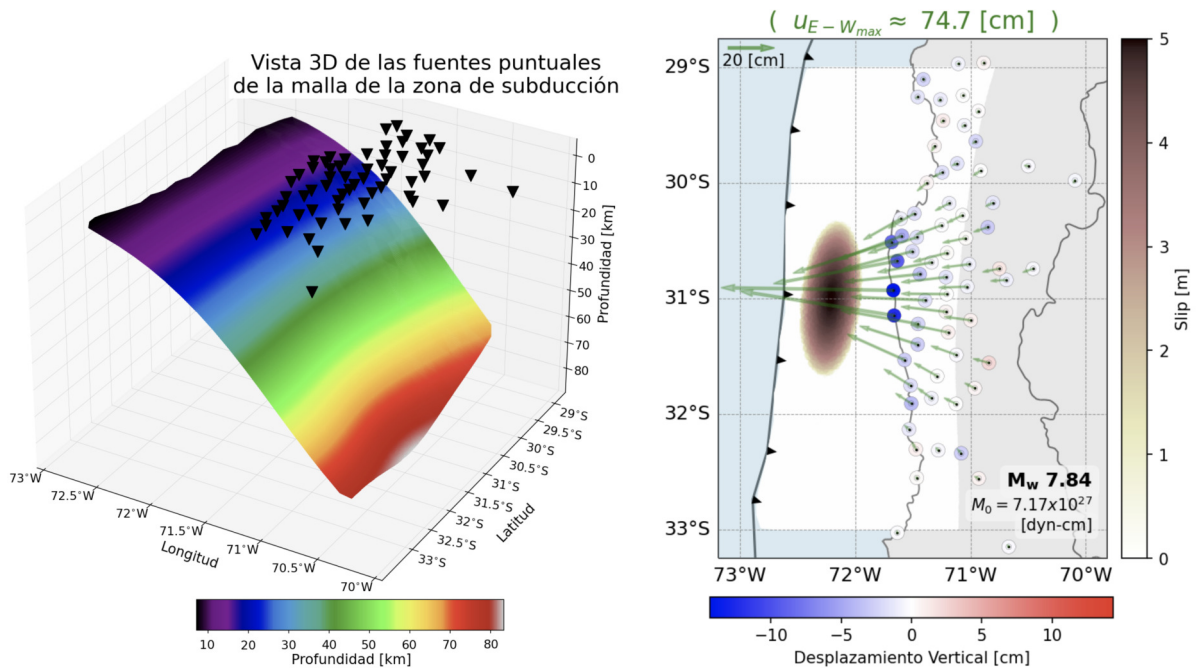 Vista 3D de las fuentes puntuales
de la malla de la zona de subducción
0
10
20
30
40
50
60
70
80
Profundidad [km]
29°S
29.5°S
30°S
30.5°S
31°S
31.5°S
32°S
32.5°S
33°S
Latitud
73°W
72.5°W
72°W
71.5°W
71°W
70.5°W
70°W
Longitud
10 20 30 40 50 60 70 80
Profundidad [km]
( u_{E-W_{max}} ≈ 74.7 [cm] )
20 [cm]
29°S
30°S
31°S
32°S
33°S
73°W 72°W 71°W 70°W
M_w 7.84
M_0 = 7.17x10^{27}
[dyn-cm]
5
4
3
2
1
0
Slip [m]
−10 −5 0 5 10
Desplazamiento Vertical [cm]